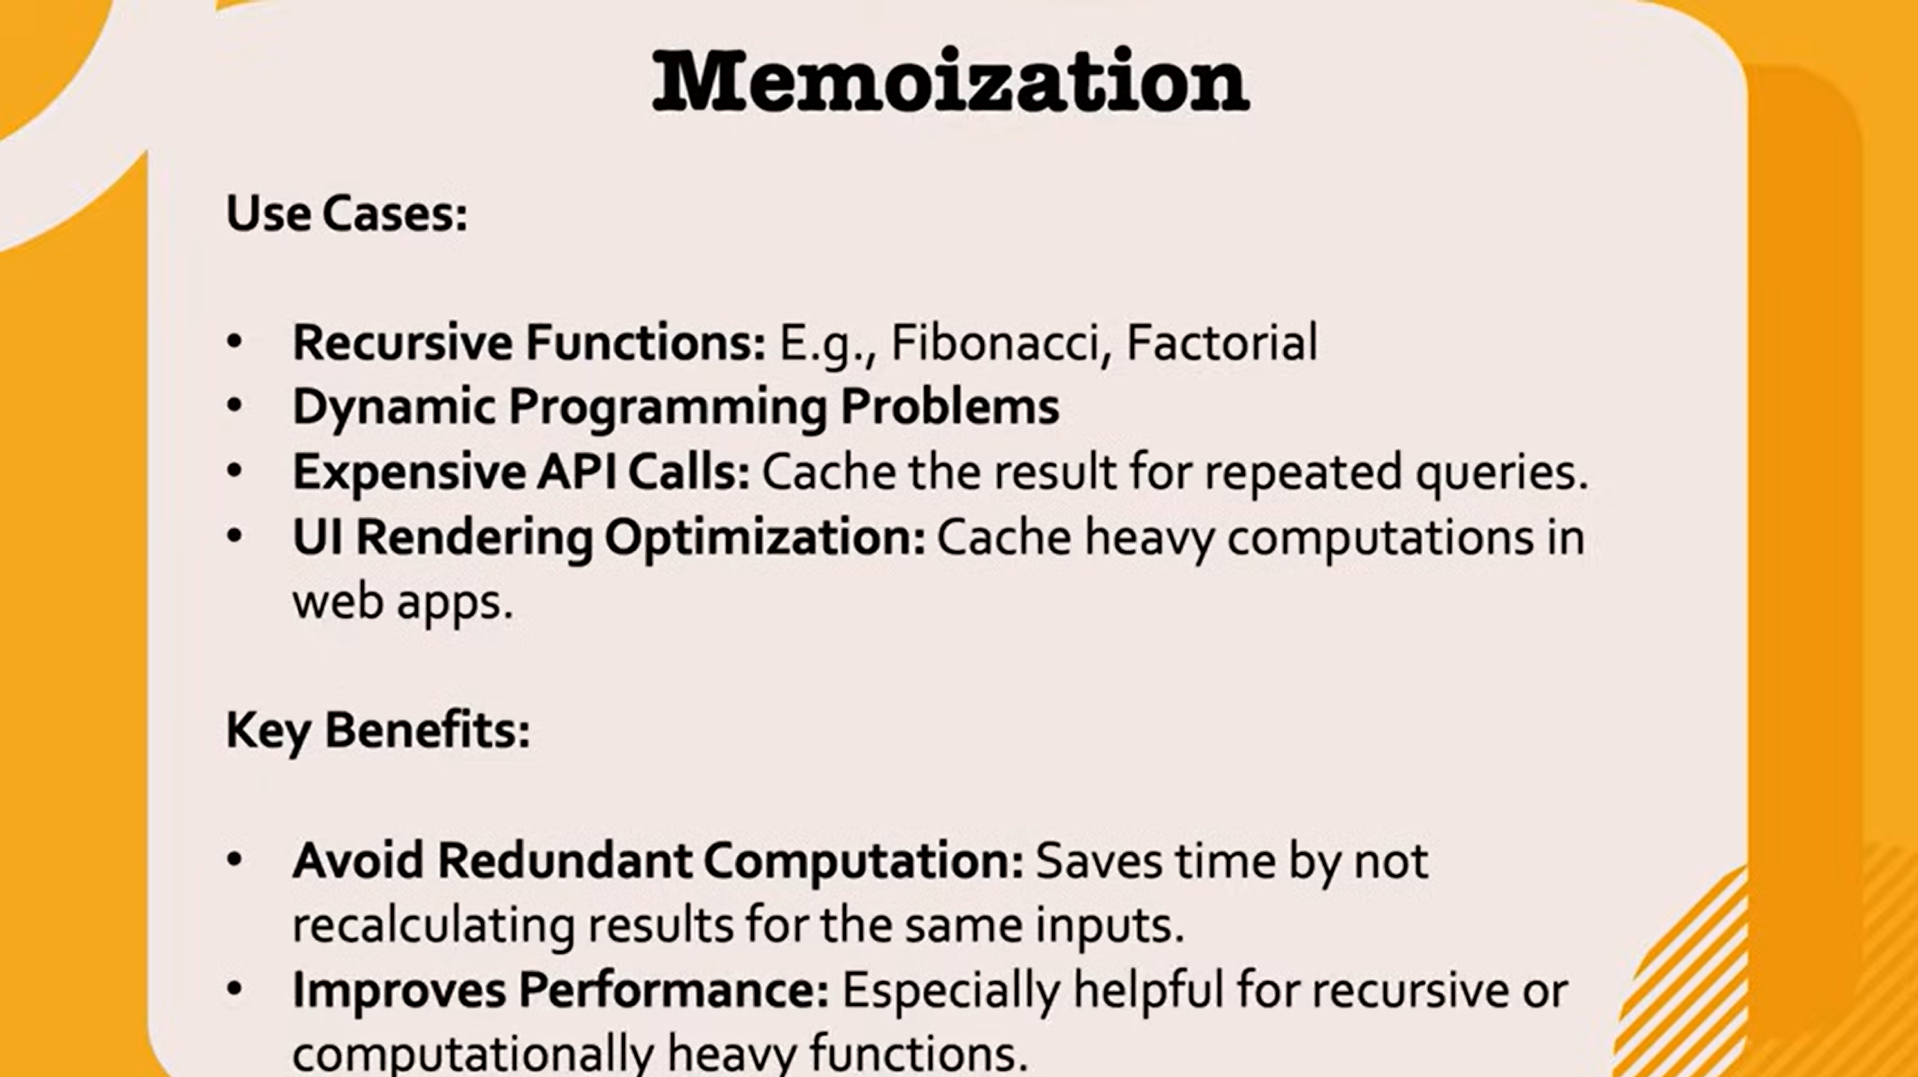 Memoization
Use Cases:
• Recursive Functions: E.g., Fibonacci, Factorial
• Dynamic Programming Problems
• Expensive API Calls: Cache the result for repeated queries.
• UI Rendering Optimization: Cache heavy computations in
web apps.
Key Benefits:
• Avoid Redundant Computation: Saves time by not
recalculating results for the same inputs.
• Improves Performance: Especially helpful for recursive or
computationally heavy functions.